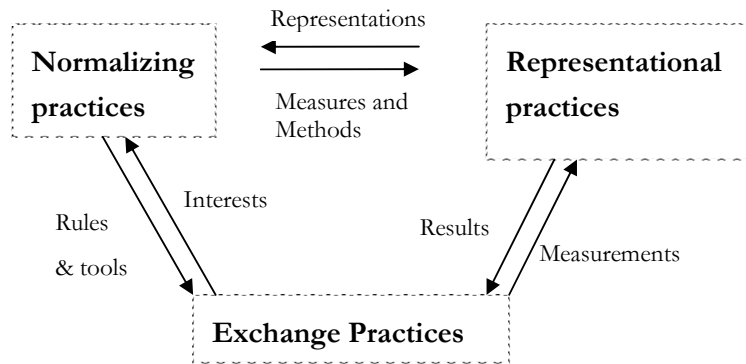 Representations
Normalizing
practices
Representational
practices
Measures and
Methods
Interests
Rules
& tools
Results
Measurements
Exchange Practices